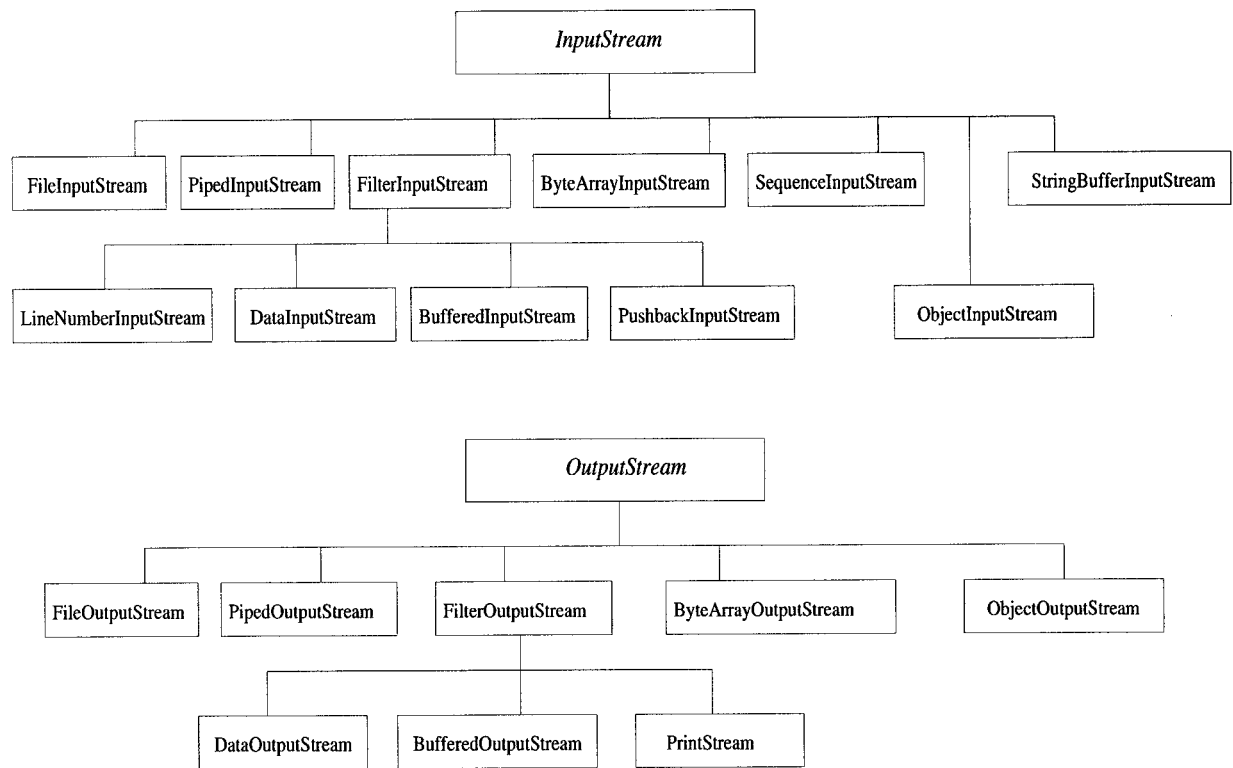 InputStream
FileInputStream
PipedInputStream
FilterInputStream
ByteArrayInputStream
SequenceInputStream
StringBufferInputStream
LineNumberInputStream
DataInputStream
BufferedInputStream
PushbackInputStream
ObjectInputStream
OutputStream
FileOutputStream
PipedOutputStream
FilterOutputStream
ByteArrayOutputStream
ObjectOutputStream
DataOutputStream
BufferedOutputStream
PrintStream